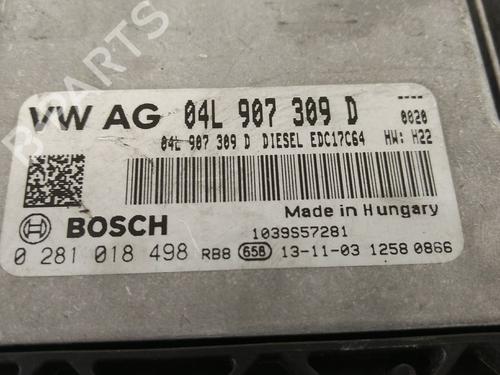 B PARTS
----
VW AG 04L 907 309 D 0020
04L 907 309 D DIESEL EDC17C64 HW: H22
Made in Hungary
BOSCH 1039S57281
0 281 018 498 RB8 658 13-11-03 1258 0866